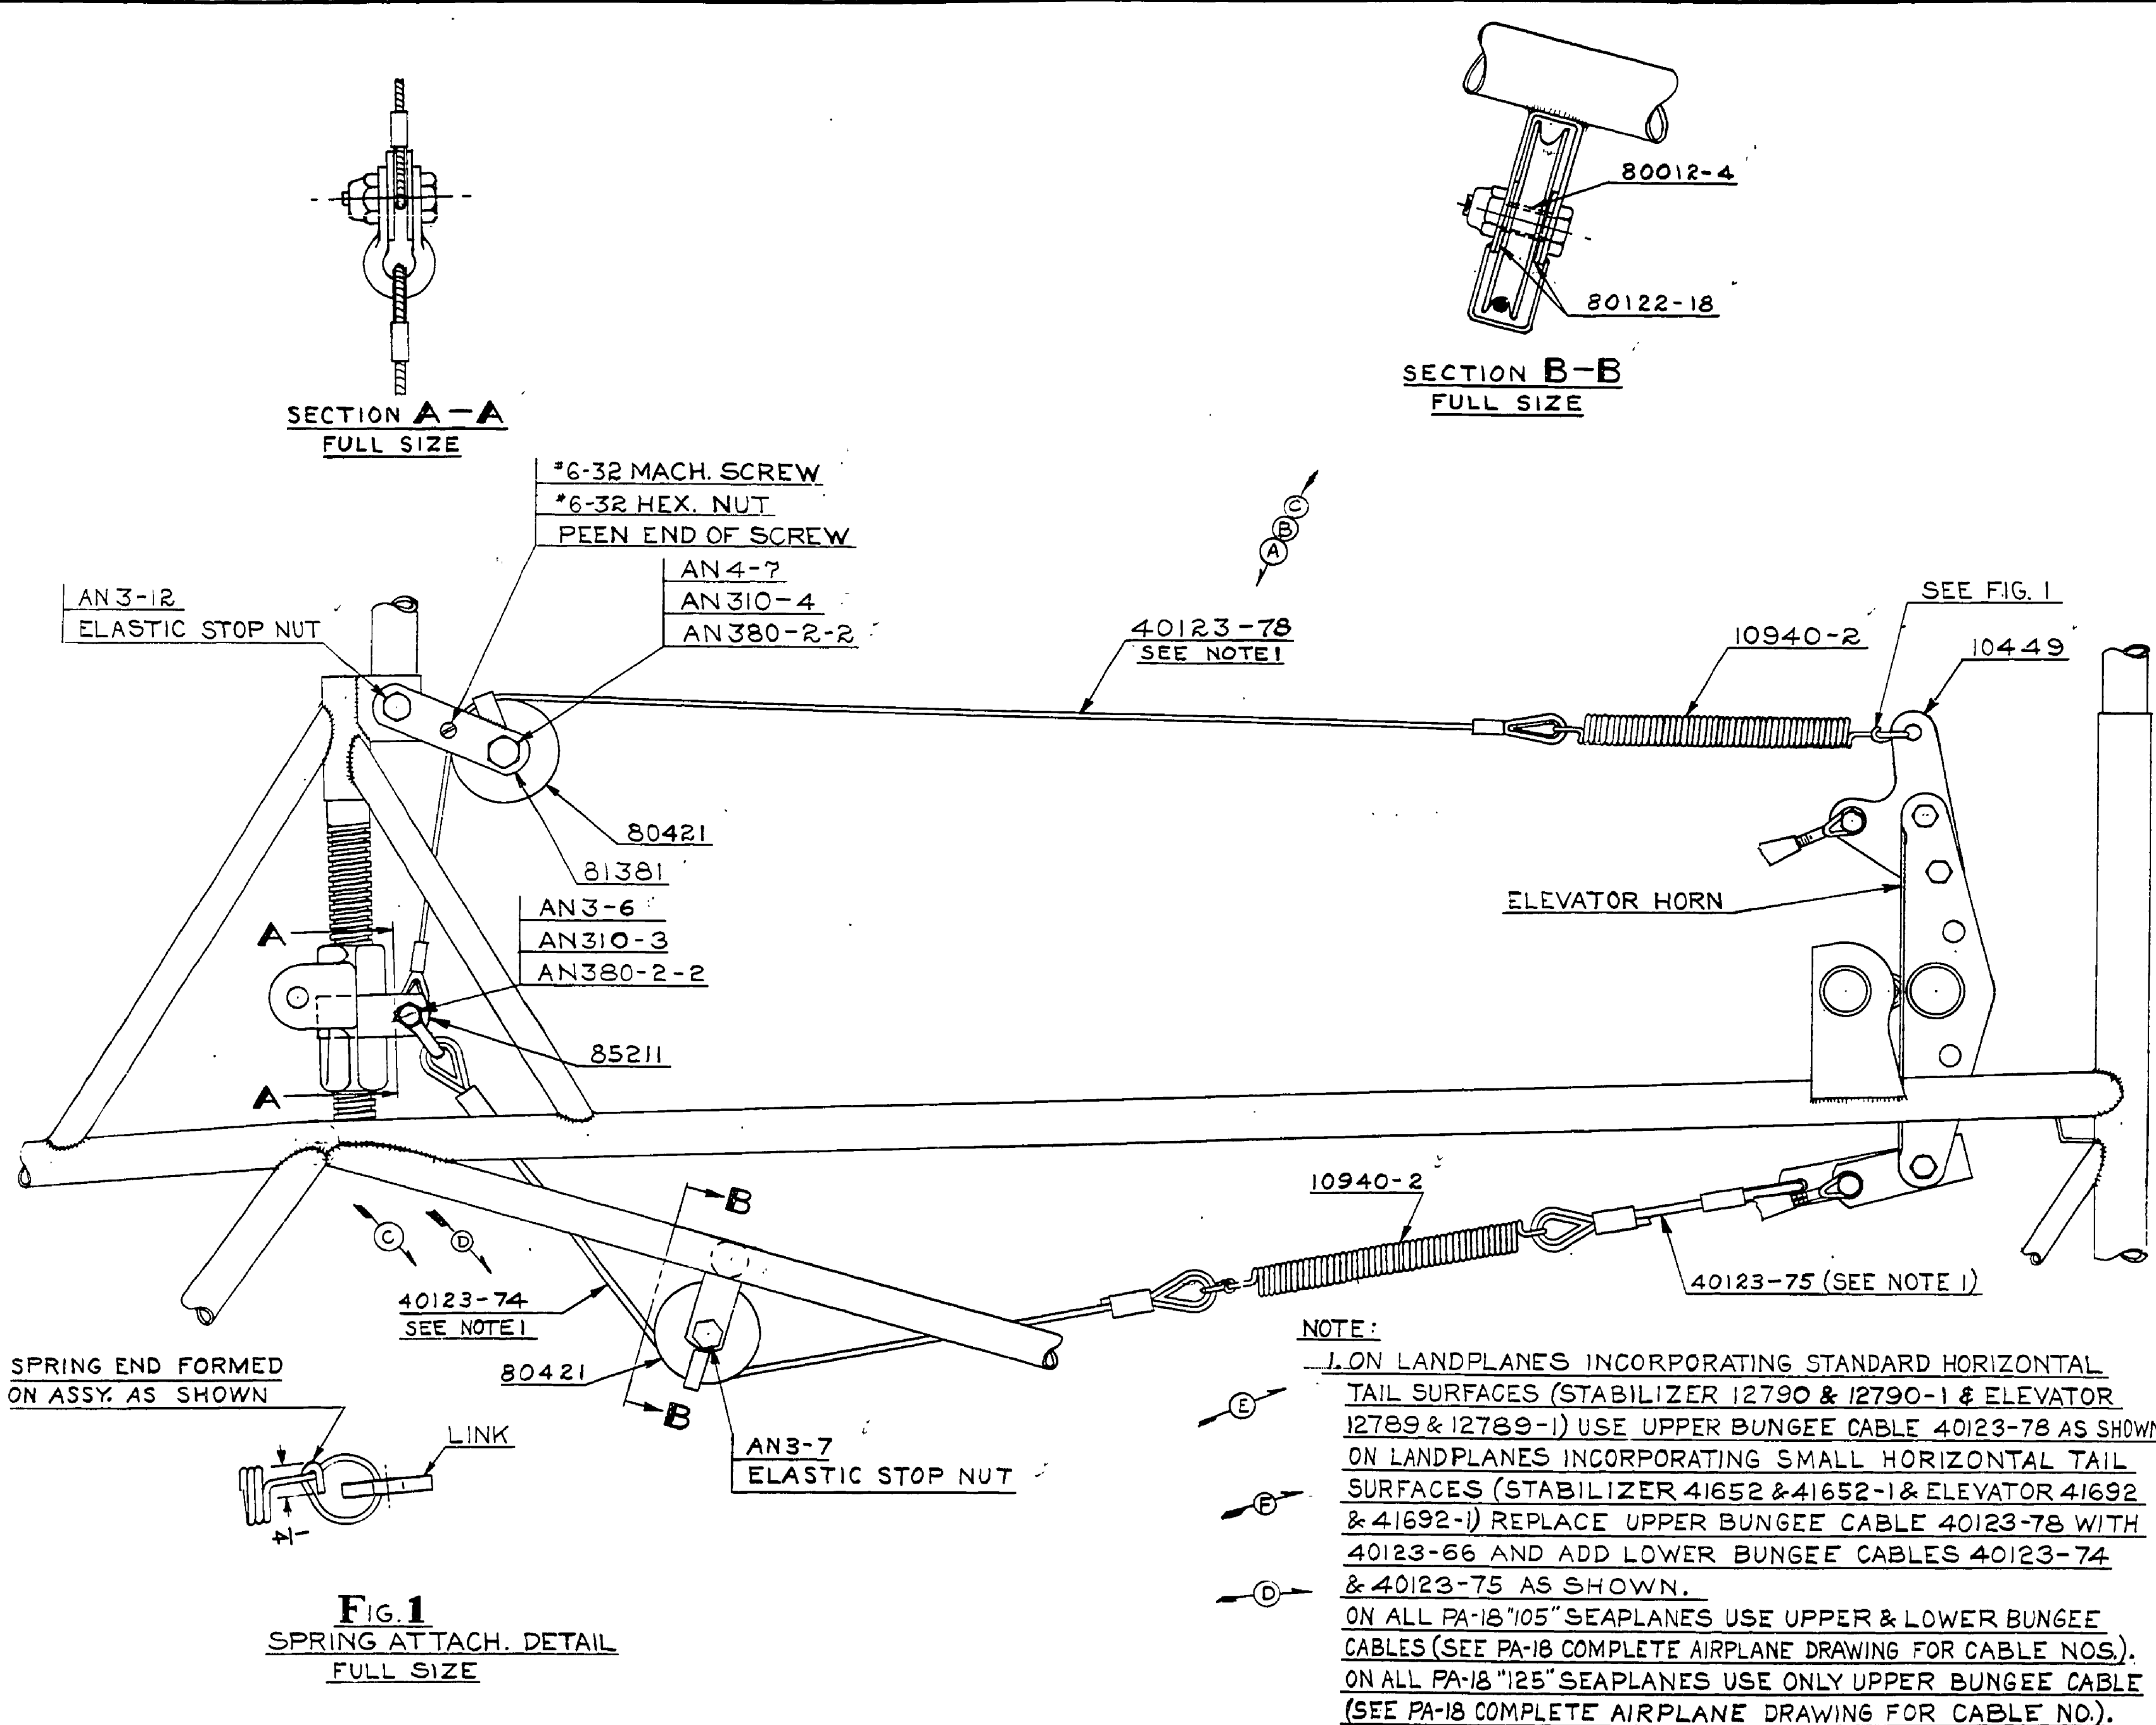 80012-4
80122-18
SECTION A-A
FULL SIZE
SECTION B-B
FULL SIZE
#6-32 MACH. SCREW
#6-32 HEX. NUT
PEEN END OF SCREW
AN4-7
AN310-4
AN380-2-2
AN3-12
ELASTIC STOP NUT
C
B
A
40123-78
SEE NOTE 1
10940-2
SEE FIG. 1
10449
80421
81381
AN3-6
AN310-3
AN380-2-2
A
85211
A
ELEVATOR HORN
B
C
D
10940-2
40123-75 (SEE NOTE 1)
40123-74
SEE NOTE 1
80421
B
AN3-7
ELASTIC STOP NUT
SPRING END FORMED
ON ASSY. AS SHOWN
LINK
1/4
FIG. 1
SPRING ATTACH. DETAIL
FULL SIZE
NOTE:
1. ON LANDPLANES INCORPORATING STANDARD HORIZONTAL
TAIL SURFACES (STABILIZER 12790 & 12790-1 & ELEVATOR
E
12789 & 12789-1) USE UPPER BUNGEE CABLE 40123-78 AS SHOWN
ON LANDPLANES INCORPORATING SMALL HORIZONTAL TAIL
SURFACES (STABILIZER 41652 & 41652-1 & ELEVATOR 41692
F
& 41692-1) REPLACE UPPER BUNGEE CABLE 40123-78 WITH
40123-66 AND ADD LOWER BUNGEE CABLES 40123-74
D
& 40123-75 AS SHOWN.
ON ALL PA-18 "105" SEAPLANES USE UPPER & LOWER BUNGEE
CABLES (SEE PA-18 COMPLETE AIRPLANE DRAWING FOR CABLE NOS.).
ON ALL PA-18 "125" SEAPLANES USE ONLY UPPER BUNGEE CABLE
(SEE PA-18 COMPLETE AIRPLANE DRAWING FOR CABLE NO.).